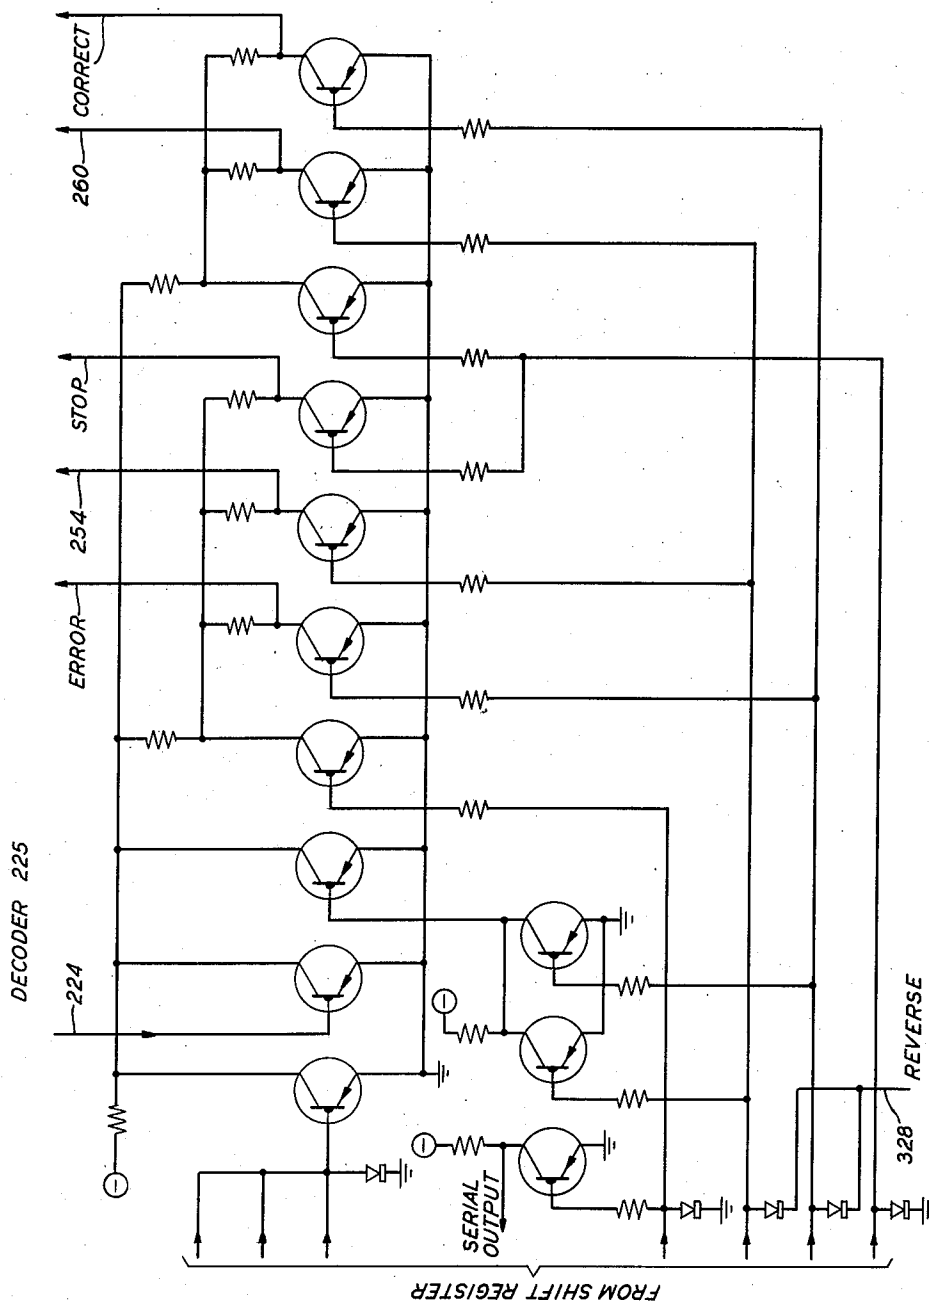 DECODER 225
224
ERROR
254
STOP
260
CORRECT
SERIAL
OUTPUT
328
REVERSE
FROM SHIFT REGISTER